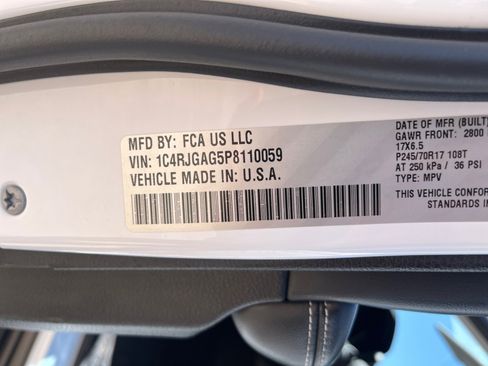 MFD BY: FCA US LLC
VIN: 1C4RJGAG5P8110059
VEHICLE MADE IN: U.S.A.
DATE OF MFR (BUILT)
GAWR FRONT: 2800
17X6.5
P245/70R17 108T
AT 250 kPa / 36 PSI
TYPE: MPV
THIS VEHICLE CONFOR
STANDARDS IN